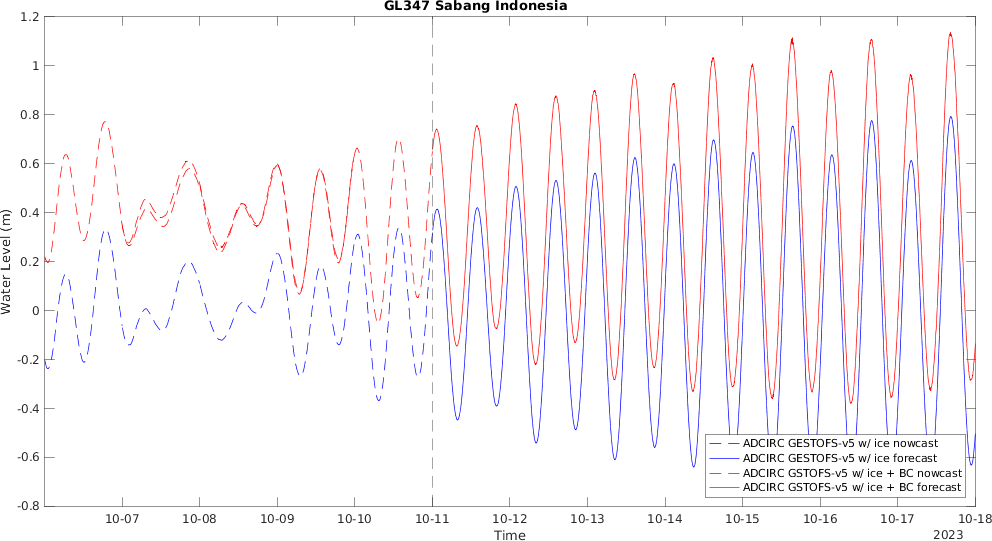 GL347 Sabang Indonesia
1.2
1
0.8
0.6
0.4
0.2
0
-0.2
-0.4
-0.6
-0.8
Water Level (m)
ADCIRC GESTOFS-v5 w/ ice nowcast
ADCIRC GESTOFS-v5 w/ ice forecast
ADCIRC GSTOFS-v5 w/ ice + BC nowcast
ADCIRC GSTOFS-v5 w/ ice + BC forecast
10-07 10-08 10-09 10-10 10-11 10-12 10-13 10-14 10-15 10-16 10-17 10-18
Time
2023